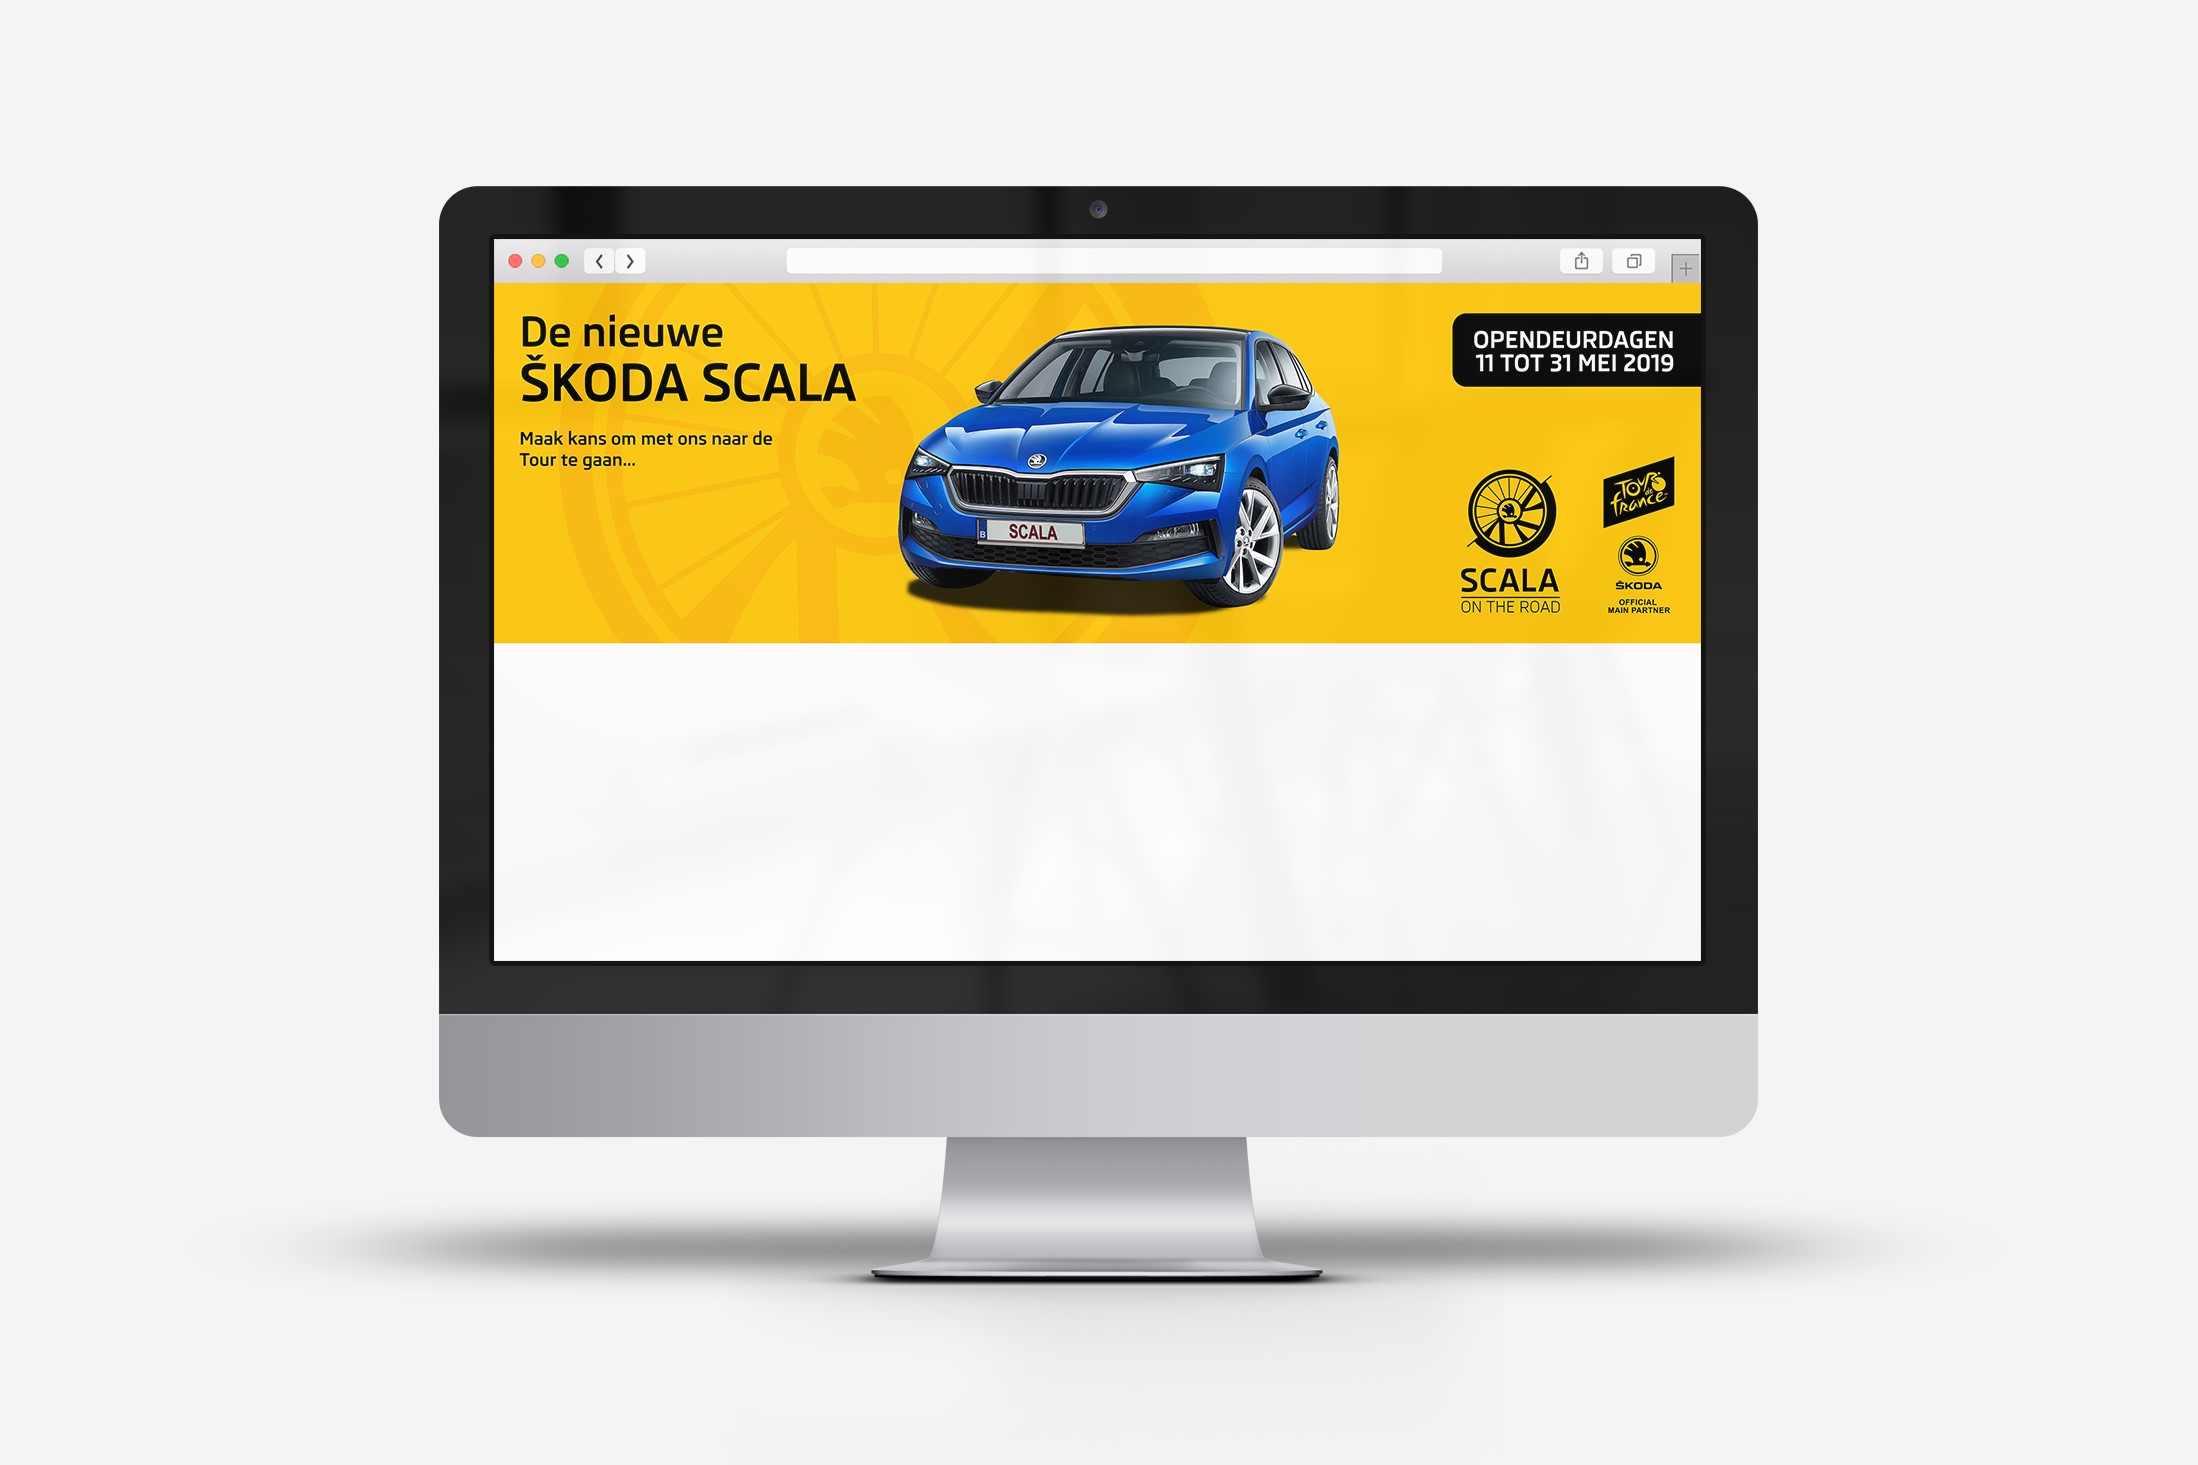 De nieuwe
ŠKODA SCALA
Maak kans om met ons naar de
Tour te gaan...
OPENDEURDAGEN
11 TOT 31 MEI 2019
B SCALA
SCALA
ON THE ROAD
TOUR
de
france
ŠKODA
OFFICIAL
MAIN PARTNER